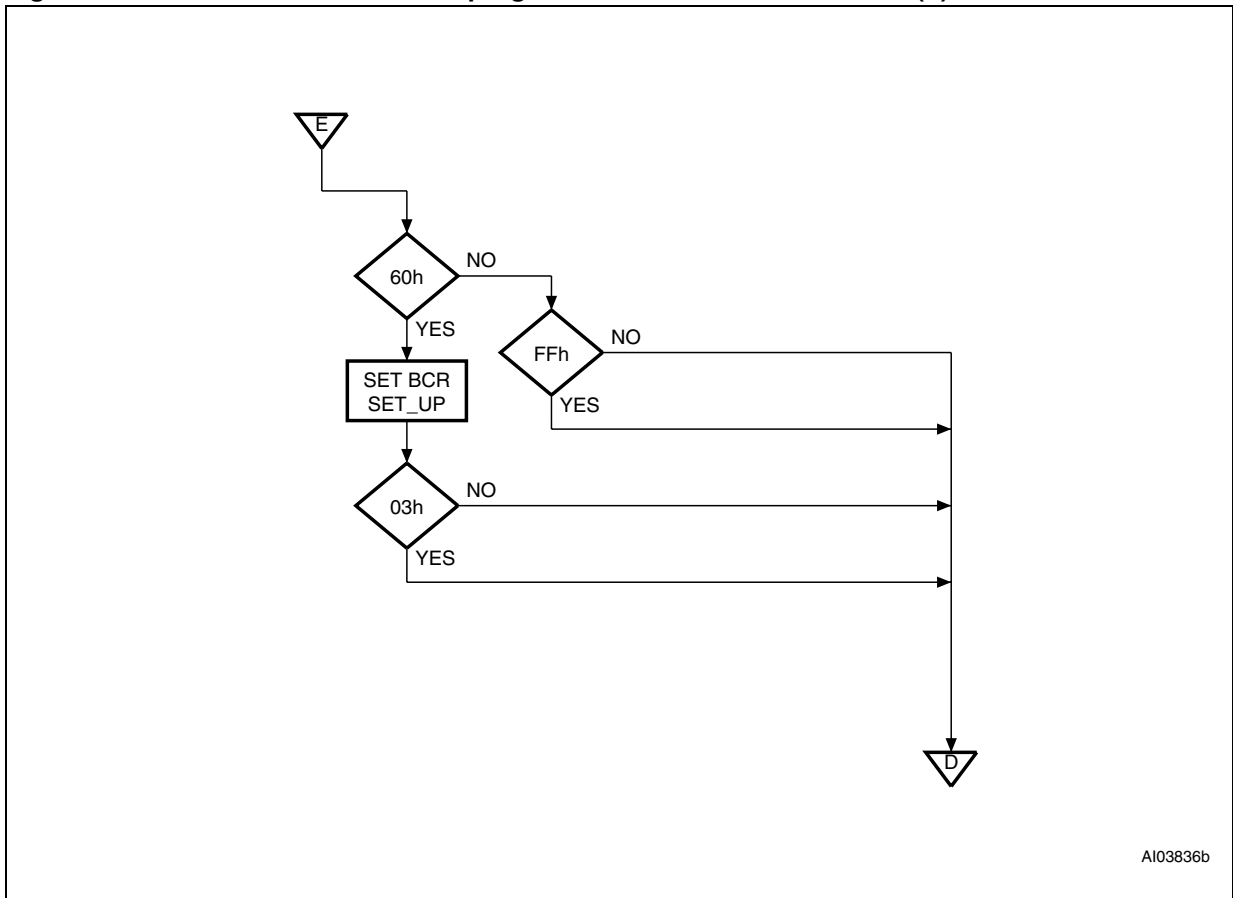 E
60h
NO
YES
FFh
NO
YES
SET BCR
SET_UP
03h
NO
YES
D
AI03836b